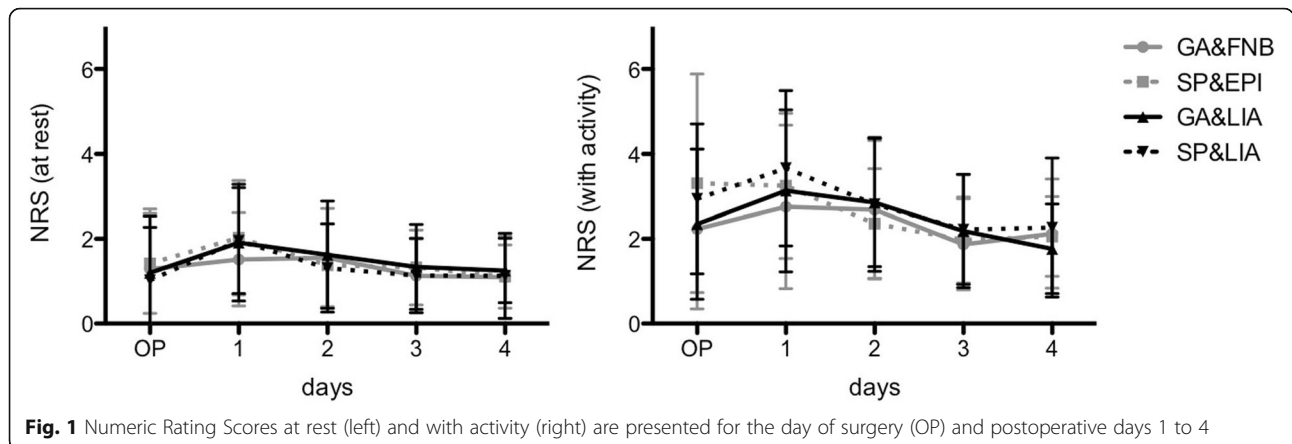 NRS (at rest)
6
4
2
0
OP 1 2 3 4
days
NRS (with activity)
6
4
2
0
OP 1 2 3 4
days
GA&FNB
SP&EPI
GA&LIA
SP&LIA
Fig. 1 Numeric Rating Scores at rest (left) and with activity (right) are presented for the day of surgery (OP) and postoperative days 1 to 4